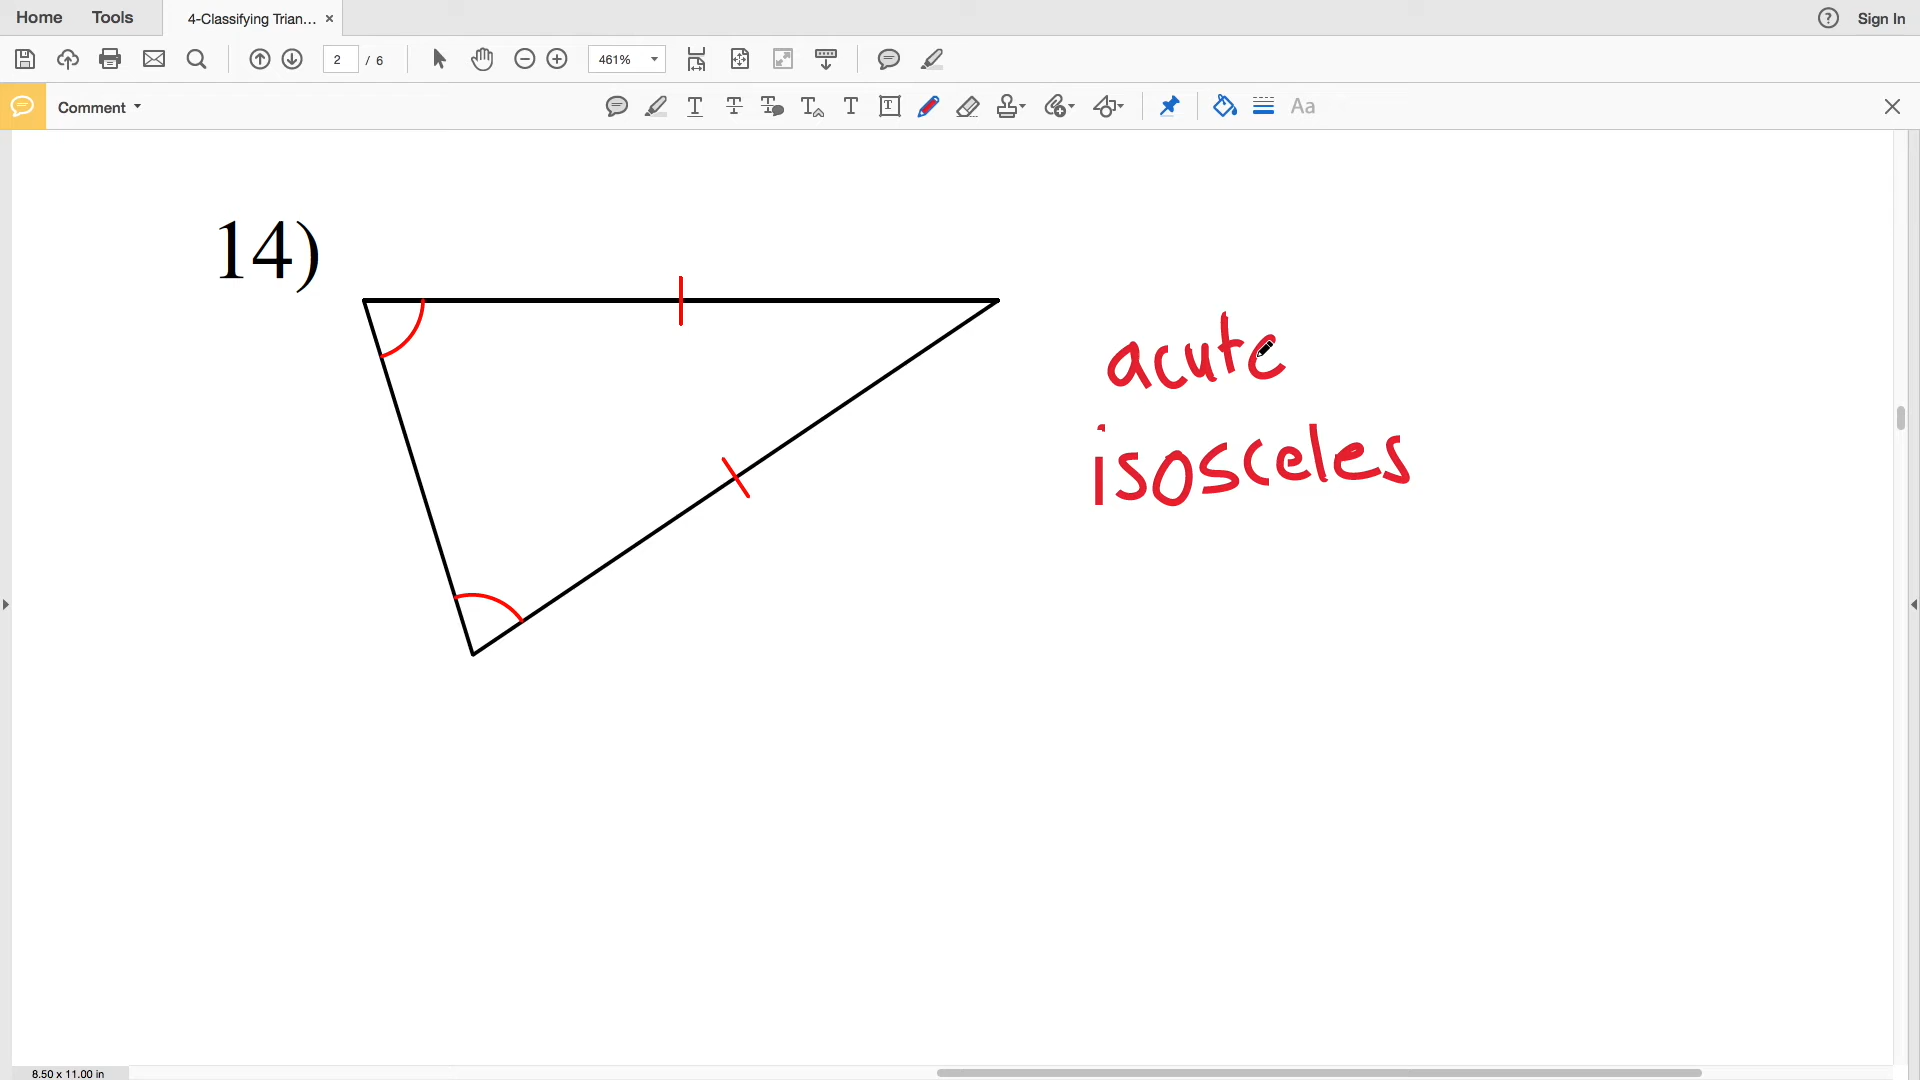 Home Tools 4-Classifying Trian... × ? Sign In
2 / 6 461%
Comment T T T T T T Aa
14)
acute
isosceles
8.50 x 11.00 in